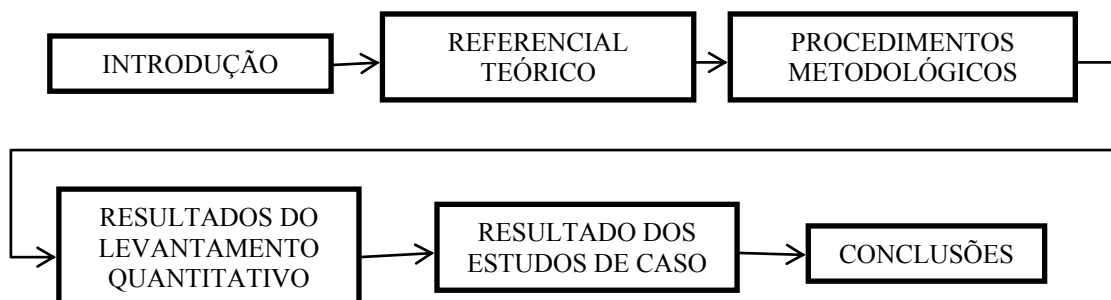 INTRODUÇÃO
REFERENCIAL
TEÓRICO
PROCEDIMENTOS
METODOLÓGICOS
RESULTADOS DO
LEVANTAMENTO
QUANTITATIVO
RESULTADO DOS
ESTUDOS DE CASO
CONCLUSÕES